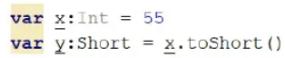 var x:Int = 55
var y:Short = x.toShort()